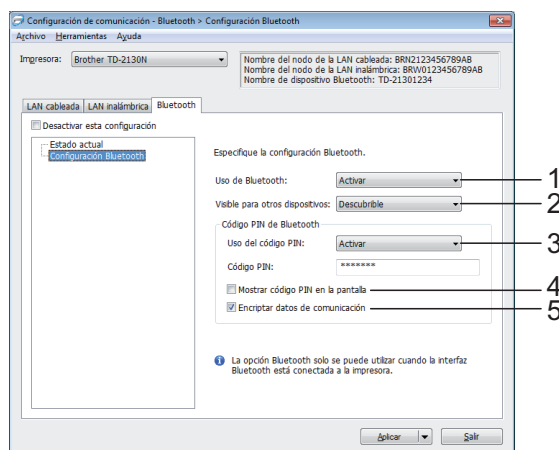 Configuración de comunicación - Bluetooth > Configuración Bluetooth
Archivo Herramientas Ayuda
Impresora: Brother TD-2130N
Nombre del nodo de la LAN cableada: BRN2123456789AB
Nombre del nodo de la LAN inalámbrica: BRW0123456789AB
Nombre de dispositivo Bluetooth: TD-21301234
LAN cableada LAN inalámbrica Bluetooth
Desactivar esta configuración
Estado actual
Configuración Bluetooth
Especifique la configuración Bluetooth.
Uso de Bluetooth: Activar 1
Visible para otros dispositivos: Descubrible 2
Código PIN de Bluetooth
Uso del código PIN: Activar 3
Código PIN: *******
Mostrar código PIN en la pantalla 4
Encriptar datos de comunicación 5
La opción Bluetooth solo se puede utilizar cuando la interfaz
Bluetooth está conectada a la impresora.
Aplicar Salir